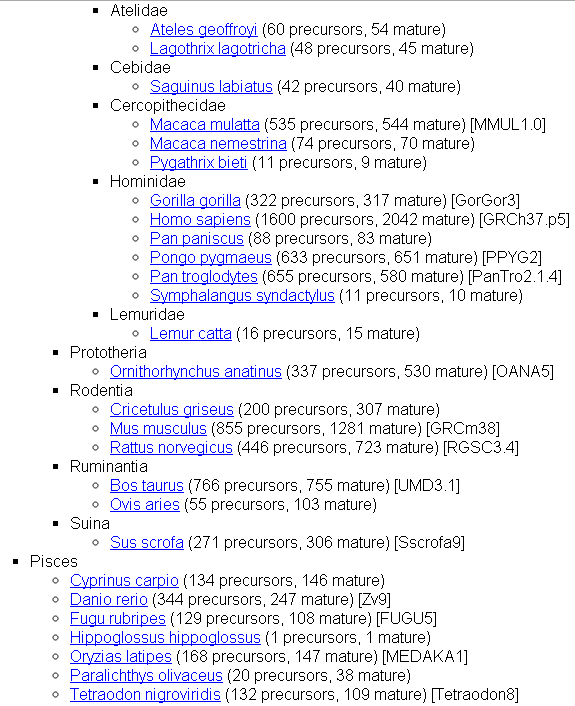 Atelidae
Ateles geoffroyi (60 precursors, 54 mature)
Lagothrix lagotricha (48 precursors, 45 mature)
Cebidae
Saguinus labiatus (42 precursors, 40 mature)
Cercopithecidae
Macaca mulatta (535 precursors, 544 mature) [MMUL1.0]
Macaca nemestrina (74 precursors, 70 mature)
Pygathrix bieti (11 precursors, 9 mature)
Hominidae
Gorilla gorilla (322 precursors, 317 mature) [GorGor3]
Homo sapiens (1600 precursors, 2042 mature) [GRCh37.p5]
Pan paniscus (88 precursors, 83 mature)
Pongo pygmaeus (633 precursors, 651 mature) [PPYG2]
Pan troglodytes (655 precursors, 580 mature) [PanTro2.1.4]
Symphalangus syndactylus (11 precursors, 10 mature)
Lemuridae
Lemur catta (16 precursors, 15 mature)
Prototheria
Ornithorhynchus anatinus (337 precursors, 530 mature) [OANA5]
Rodentia
Cricetulus griseus (200 precursors, 307 mature)
Mus musculus (855 precursors, 1281 mature) [GRCm38]
Rattus norvegicus (446 precursors, 723 mature) [RGSC3.4]
Ruminantia
Bos taurus (766 precursors, 755 mature) [UMD3.1]
Ovis aries (55 precursors, 103 mature)
Suina
Sus scrofa (271 precursors, 306 mature) [Sscrofa9]
Pisces
Cyprinus carpio (134 precursors, 146 mature)
Danio rerio (344 precursors, 247 mature) [Zv9]
Fugu rubripes (129 precursors, 108 mature) [FUGU5]
Hippoglossus hippoglossus (1 precursors, 1 mature)
Oryzias latipes (168 precursors, 147 mature) [MEDAKA1]
Paralichthys olivaceus (20 precursors, 38 mature)
Tetraodon nigroviridis (132 precursors, 109 mature) [Tetraodon8]